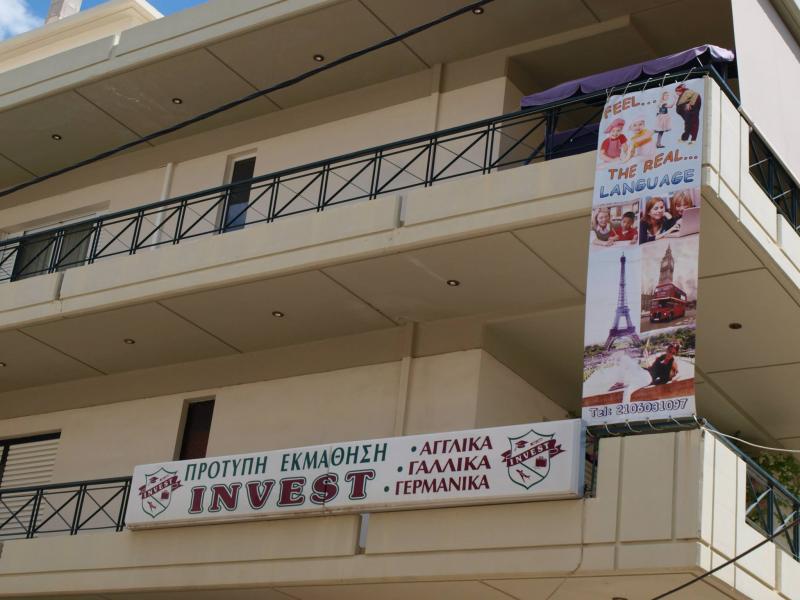 FEEL...
THE REAL...
LANGUAGE
Tel: 2106031097
ΠΡΟΤΥΠΗ ΕΚΜΑΘΗΣΗ
INVEST
· ΑΓΓΛΙΚΑ
· ΓΑΛΛΙΚΑ
· ΓΕΡΜΑΝΙΚΑ
INVEST
INVEST